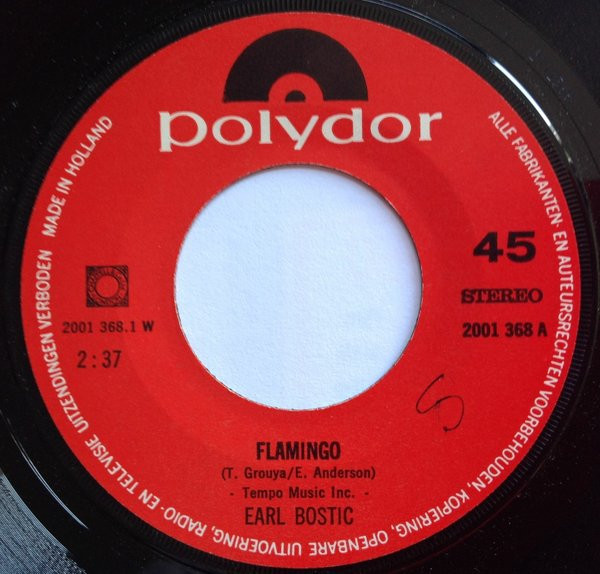 polydor
ALLE FABRIKANTEN- EN AUTEURSRECHTEN VOORBEHOUDEN, KOPIERING, OPENBARE UITVOERING, RADIO- EN TELEVISIE UITZENDINGEN VERBODEN MADE IN HOLLAND
45
STEREO
2001 368.1 W
2001 368 A
2:37
FLAMINGO
(T. Grouya/E. Anderson)
- Tempo Music Inc. -
EARL BOSTIC